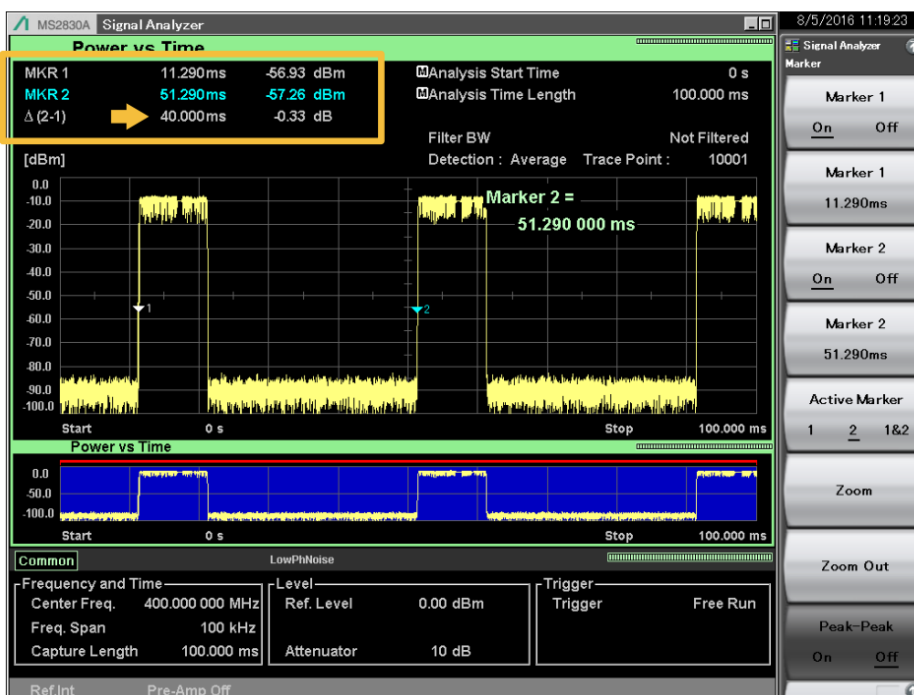 MS2830A Signal Analyzer
8/5/2016 11:19:23
Power vs Time
MKR 1 11.290ms -56.93 dBm
MKR 2 51.290ms -57.26 dBm
Δ (2-1) 40.000ms -0.33 dB
M Analysis Start Time 0 s
M Analysis Time Length 100.000 ms
Filter BW Not Filtered
Detection : Average Trace Point : 10001
[dBm]
0.0
-10.0
-20.0
-30.0
-40.0
-50.0
-60.0
-70.0
-80.0
-90.0
-100.0
Marker 2 =
51.290 000 ms
1
2
Start 0 s Stop 100.000 ms
Power vs Time
0.0
-50.0
-100.0
Start 0 s Stop 100.000 ms
Common LowPhNoise
Frequency and Time
Center Freq. 400.000 000 MHz
Freq. Span 100 kHz
Capture Length 100.000 ms
Level
Ref. Level 0.00 dBm
Attenuator 10 dB
Trigger
Trigger Free Run
Ref.Int Pre-Amp Off
Signal Analyzer
Marker
Marker 1
On Off
Marker 1
11.290ms
Marker 2
On Off
Marker 2
51.290ms
Active Marker
1 2 1&2
Zoom
Zoom Out
Peak-Peak
On Off